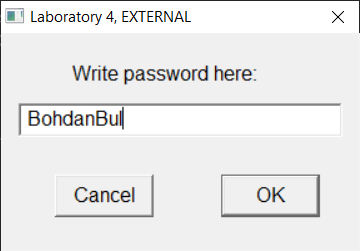 Laboratory 4, EXTERNAL
Write password here:
BohdanBul
Cancel
OK